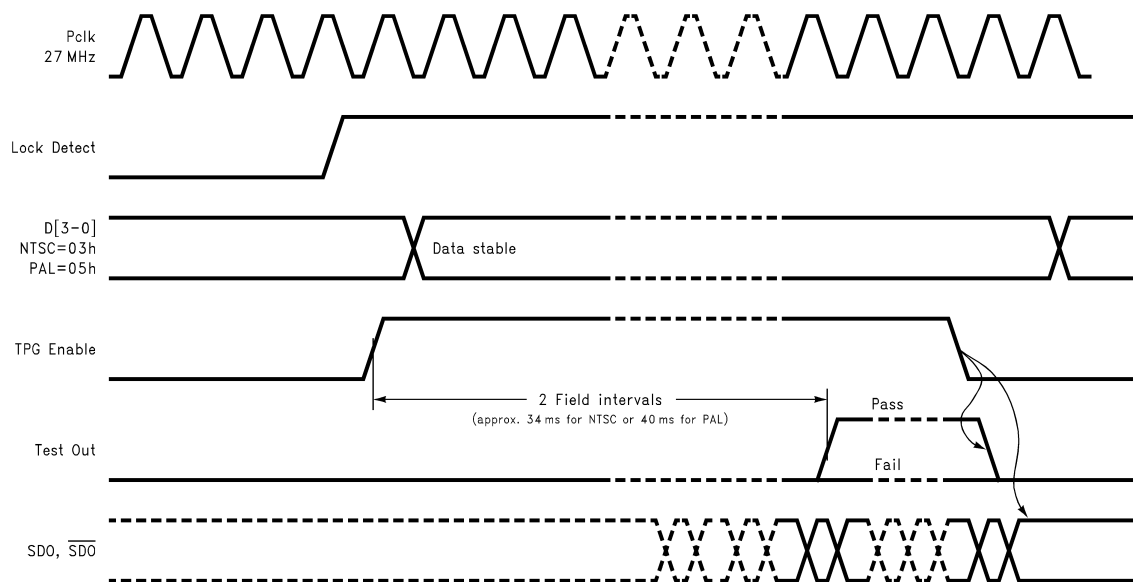 Pclk
27 MHz
Lock Detect
D[3-0]
NTSC=03h
PAL=05h
Data stable
TPG Enable
2 Field intervals
(approx. 34 ms for NTSC or 40 ms for PAL)
Pass
Test Out
Fail
SDO, S̅D̅O̅